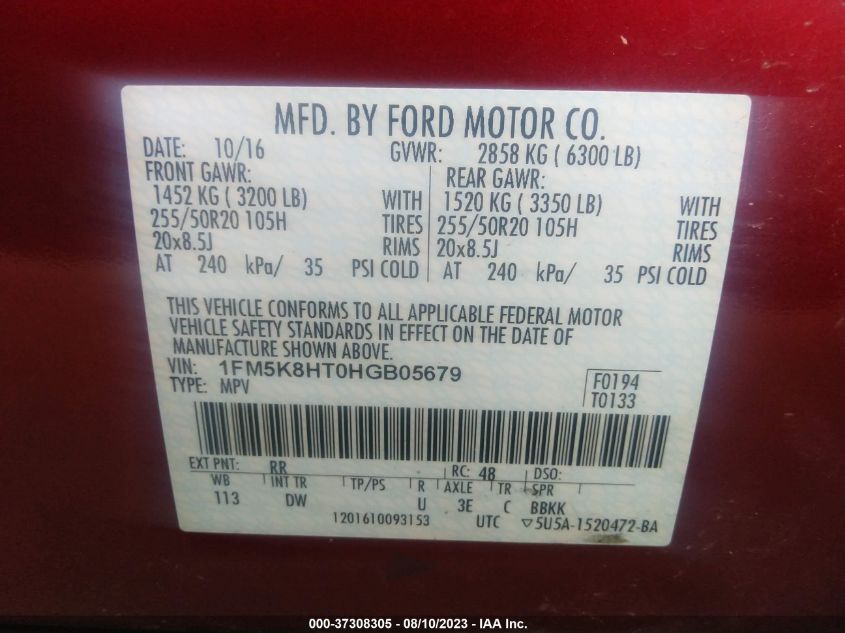 MFD. BY FORD MOTOR CO.
DATE: 10/16 GVWR: 2858 KG ( 6300 LB)
FRONT GAWR: REAR GAWR:
1452 KG ( 3200 LB) WITH 1520 KG ( 3350 LB) WITH
255/50R20 105H TIRES 255/50R20 105H TIRES
20x8.5J RIMS 20x8.5J RIMS
AT 240 kPa/ 35 PSI COLD AT 240 kPa/ 35 PSI COLD
THIS VEHICLE CONFORMS TO ALL APPLICABLE FEDERAL MOTOR
VEHICLE SAFETY STANDARDS IN EFFECT ON THE DATE OF
MANUFACTURE SHOWN ABOVE.
VIN: 1FM5K8HT0HGB05679 F0194
TYPE: MPV T0133
EXT PNT: RR RC: 48 DSO:
WB INT TR TP/PS R AXLE TR SPR
113 DW U 3E C BBKK
1201610093153 UTC ▽5U5A-1520472-BA
000-37308305 - 08/10/2023 - IAA Inc.